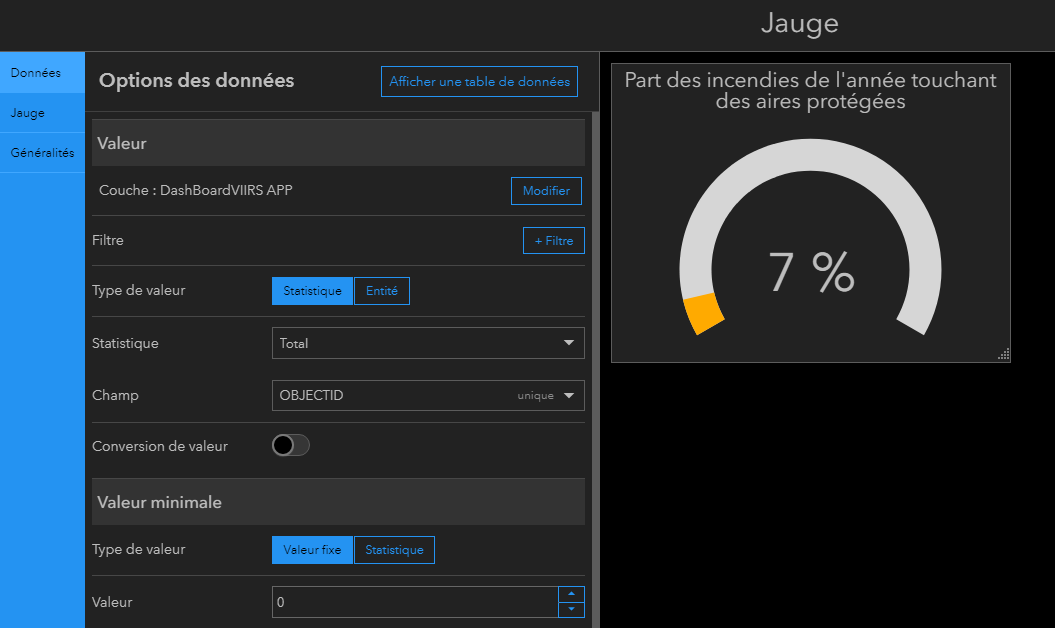 Jauge
Données
Jauge
Généralités
Options des données
Afficher une table de données
Valeur
Couche : DashBoardVIIRS APP
Modifier
Filtre
+ Filtre
Type de valeur
Statistique
Entité
Statistique
Total
Champ
OBJECTID
unique
Conversion de valeur
Valeur minimale
Type de valeur
Valeur fixe
Statistique
Valeur
0
Part des incendies de l'année touchant
des aires protégées
7 %